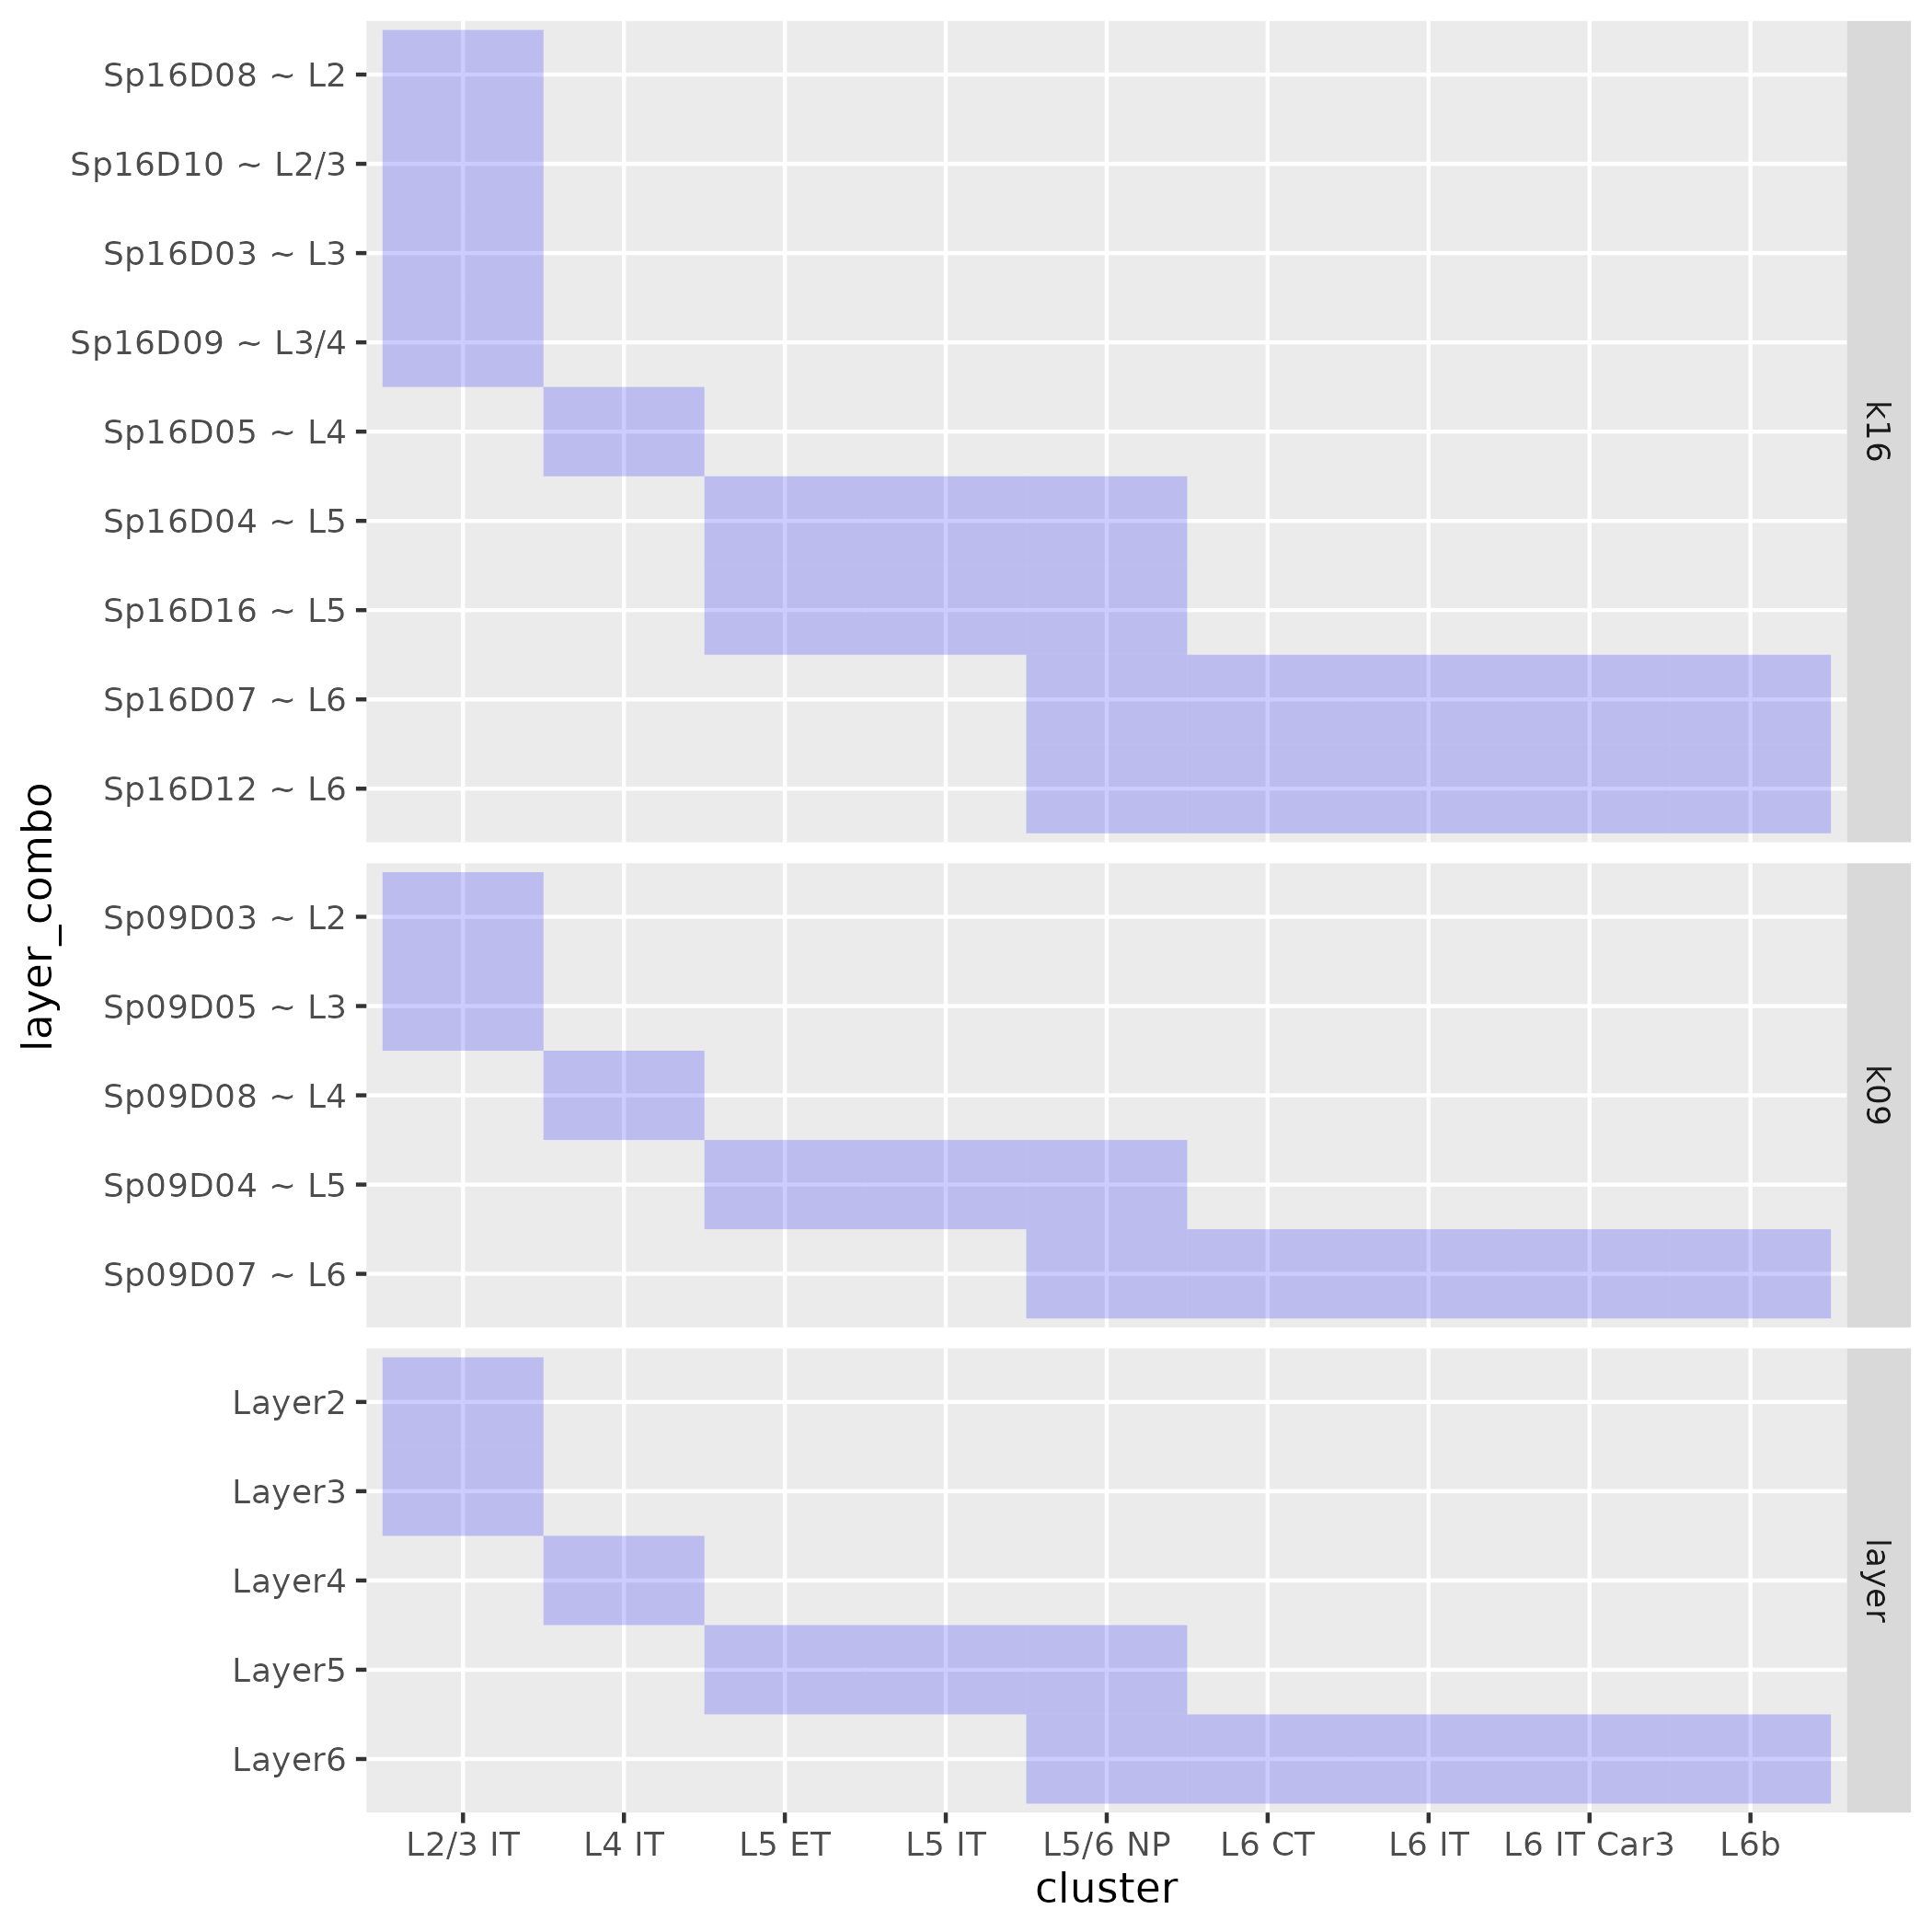 layer_combo
Sp16D08 ~ L2
Sp16D10 ~ L2/3
Sp16D03 ~ L3
Sp16D09 ~ L3/4
Sp16D05 ~ L4
Sp16D04 ~ L5
Sp16D16 ~ L5
Sp16D07 ~ L6
Sp16D12 ~ L6
k16
Sp09D03 ~ L2
Sp09D05 ~ L3
Sp09D08 ~ L4
Sp09D04 ~ L5
Sp09D07 ~ L6
k09
Layer2
Layer3
Layer4
Layer5
Layer6
layer
L2/3 IT L4 IT L5 ET L5 IT L5/6 NP L6 CT L6 IT L6 IT Car3 L6b
cluster